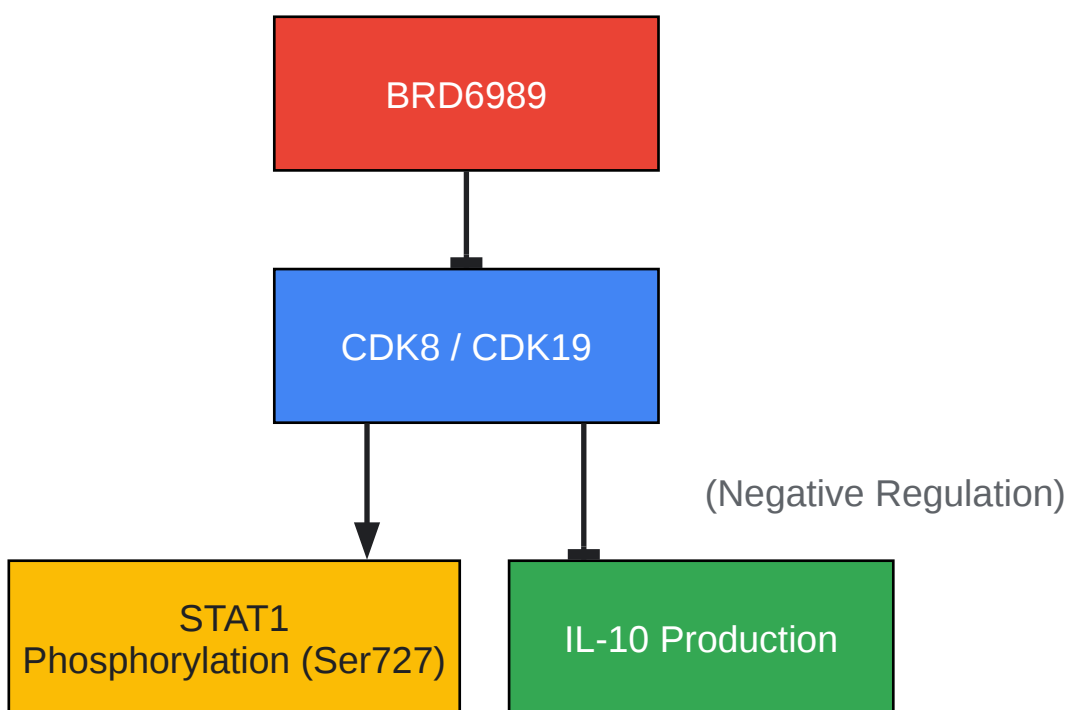 BRD6989
CDK8 / CDK19
(Negative Regulation)
STAT1
Phosphorylation (Ser727)
IL-10 Production